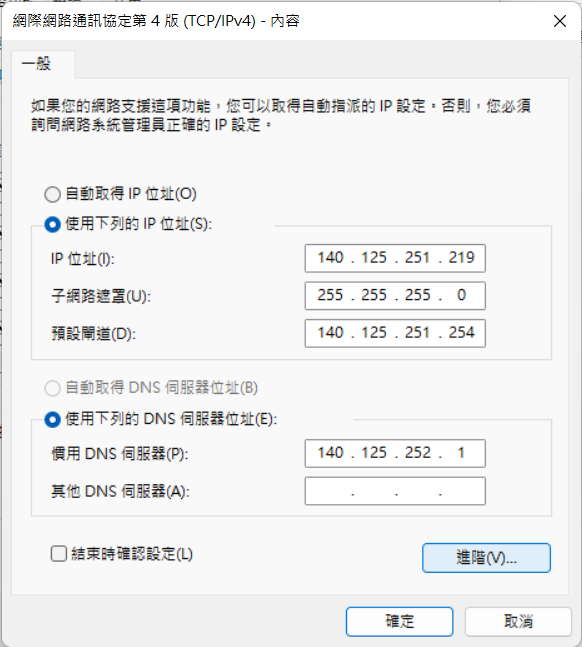 網際網路通訊協定第 4 版 (TCP/IPv4) - 內容
一般
如果您的網路支援這項功能，您可以取得自動指派的 IP 設定。否則，您必須
詢問網路系統管理員正確的 IP 設定。
自動取得 IP 位址(O)
使用下列的 IP 位址(S):
IP 位址(I): 140 . 125 . 251 . 219
子網路遮罩(U): 255 . 255 . 255 . 0
預設閘道(D): 140 . 125 . 251 . 254
自動取得 DNS 伺服器位址(B)
使用下列的 DNS 伺服器位址(E):
慣用 DNS 伺服器(P): 140 . 125 . 252 . 1
其他 DNS 伺服器(A): . . .
結束時確認設定(L)
進階(V)...
確定 取消